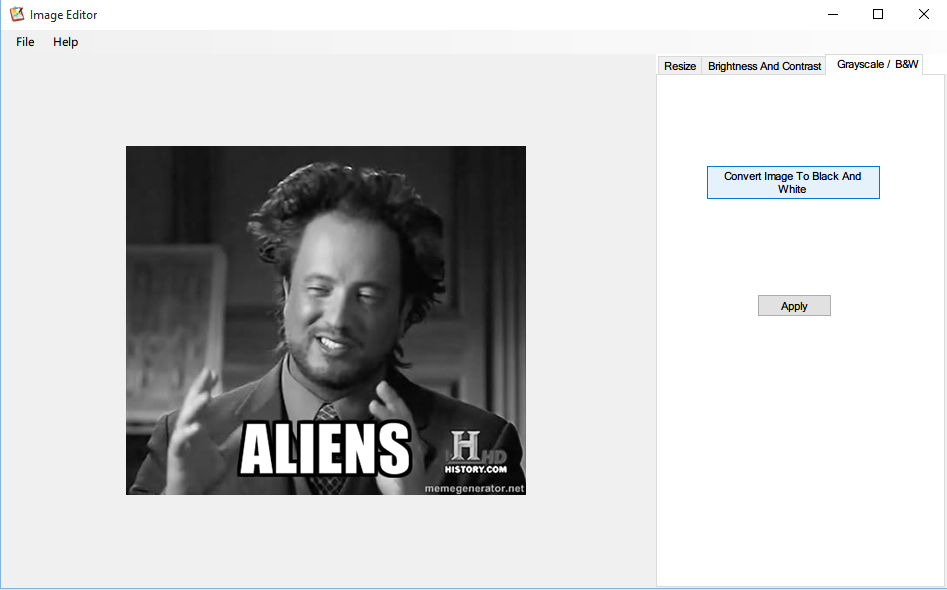 Image Editor
File Help
Resize Brightness And Contrast Grayscale / B&W
Convert Image To Black And
White
Apply
ALIENS
H HD
HISTORY.COM
memegenerator.net